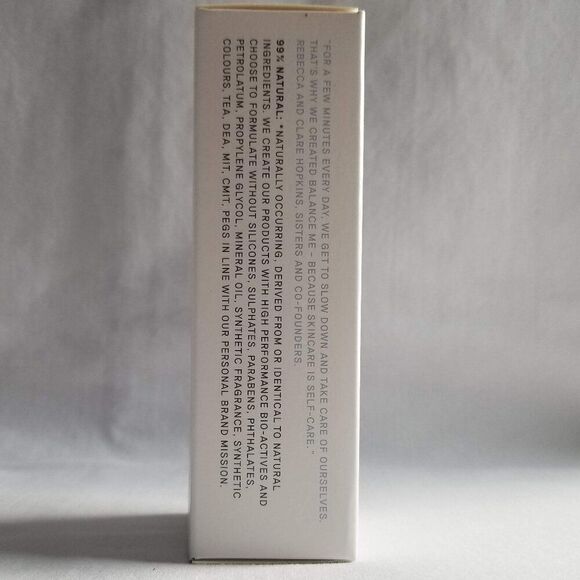 "FOR A FEW MINUTES EVERY DAY, WE GET TO SLOW DOWN AND TAKE CARE OF OURSELVES.
THAT'S WHY WE CREATED BALANCE ME – BECAUSE SKINCARE IS SELF-CARE."
REBECCA AND CLARE HOPKINS, SISTERS AND CO-FOUNDERS.
99% NATURAL: *NATURALLY OCCURRING, DERIVED FROM OR IDENTICAL TO NATURAL
INGREDIENTS. WE CREATE OUR PRODUCTS WITH HIGH PERFORMANCE BIO-ACTIVES AND
CHOOSE TO FORMULATE WITHOUT SILICONES, SULPHATES, PARABENS, PHTHALATES,
PETROLATUM, PROPYLENE GLYCOL, MINERAL OIL, SYNTHETIC FRAGRANCE, SYNTHETIC
COLOURS, TEA, DEA, MIT, CMIT, PEGS IN LINE WITH OUR PERSONAL BRAND MISSION.